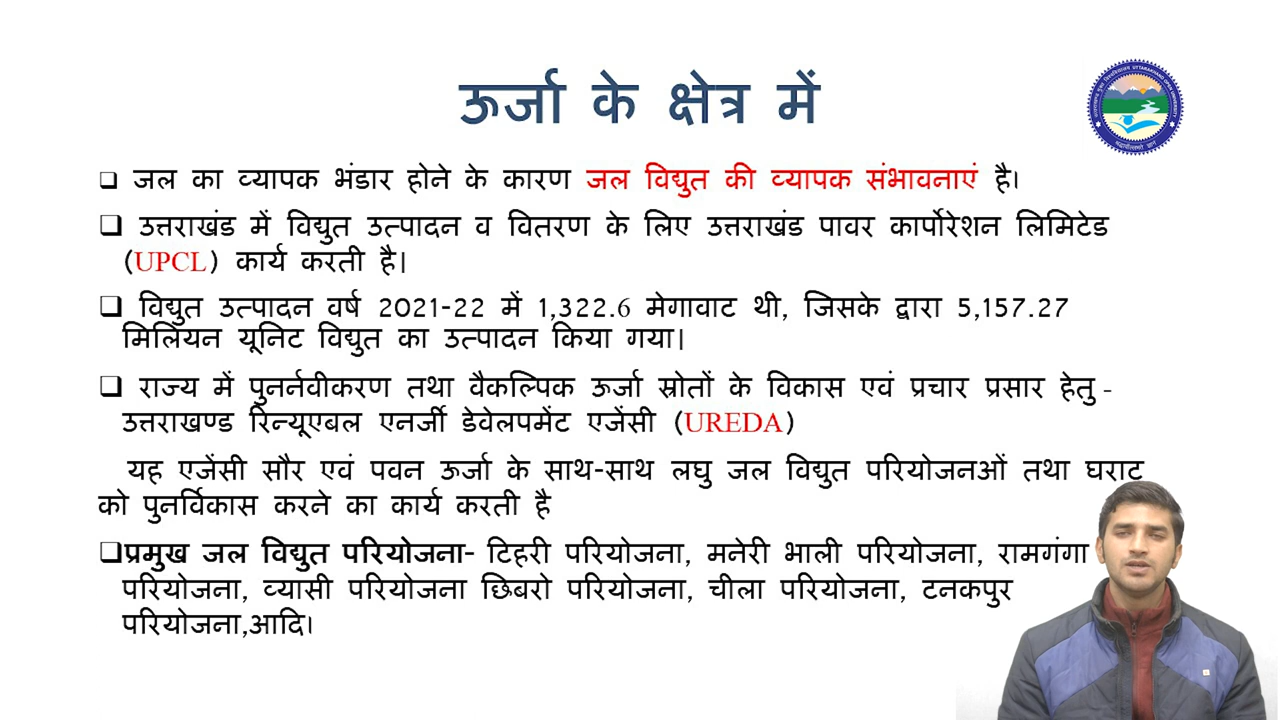 ऊर्जा के क्षेत्र में
❑ जल का व्यापक भंडार होने के कारण जल विद्युत की व्यापक संभावनाएं है।
❑ उत्तराखंड में विद्युत उत्पादन व वितरण के लिए उत्तराखंड पावर कार्पोरेशन लिमिटेड
(UPCL) कार्य करती है।
❑ विद्युत उत्पादन वर्ष 2021-22 में 1,322.6 मेगावाट थी, जिसके द्वारा 5,157.27
मिलियन यूनिट विद्युत का उत्पादन किया गया।
❑ राज्य में पुनर्नवीकरण तथा वैकल्पिक ऊर्जा स्रोतों के विकास एवं प्रचार प्रसार हेतु -
उत्तराखण्ड रिन्यूएबल एनर्जी डेवेलपमेंट एजेंसी (UREDA)
यह एजेंसी सौर एवं पवन ऊर्जा के साथ-साथ लघु जल विद्युत परियोजनओं तथा घराट
को पुनर्विकास करने का कार्य करती है
❑प्रमुख जल विद्युत परियोजना- टिहरी परियोजना, मनेरी भाली परियोजना, रामगंगा
परियोजना, व्यासी परियोजना छिबरो परियोजना, चीला परियोजना, टनकपुर
परियोजना,आदि।